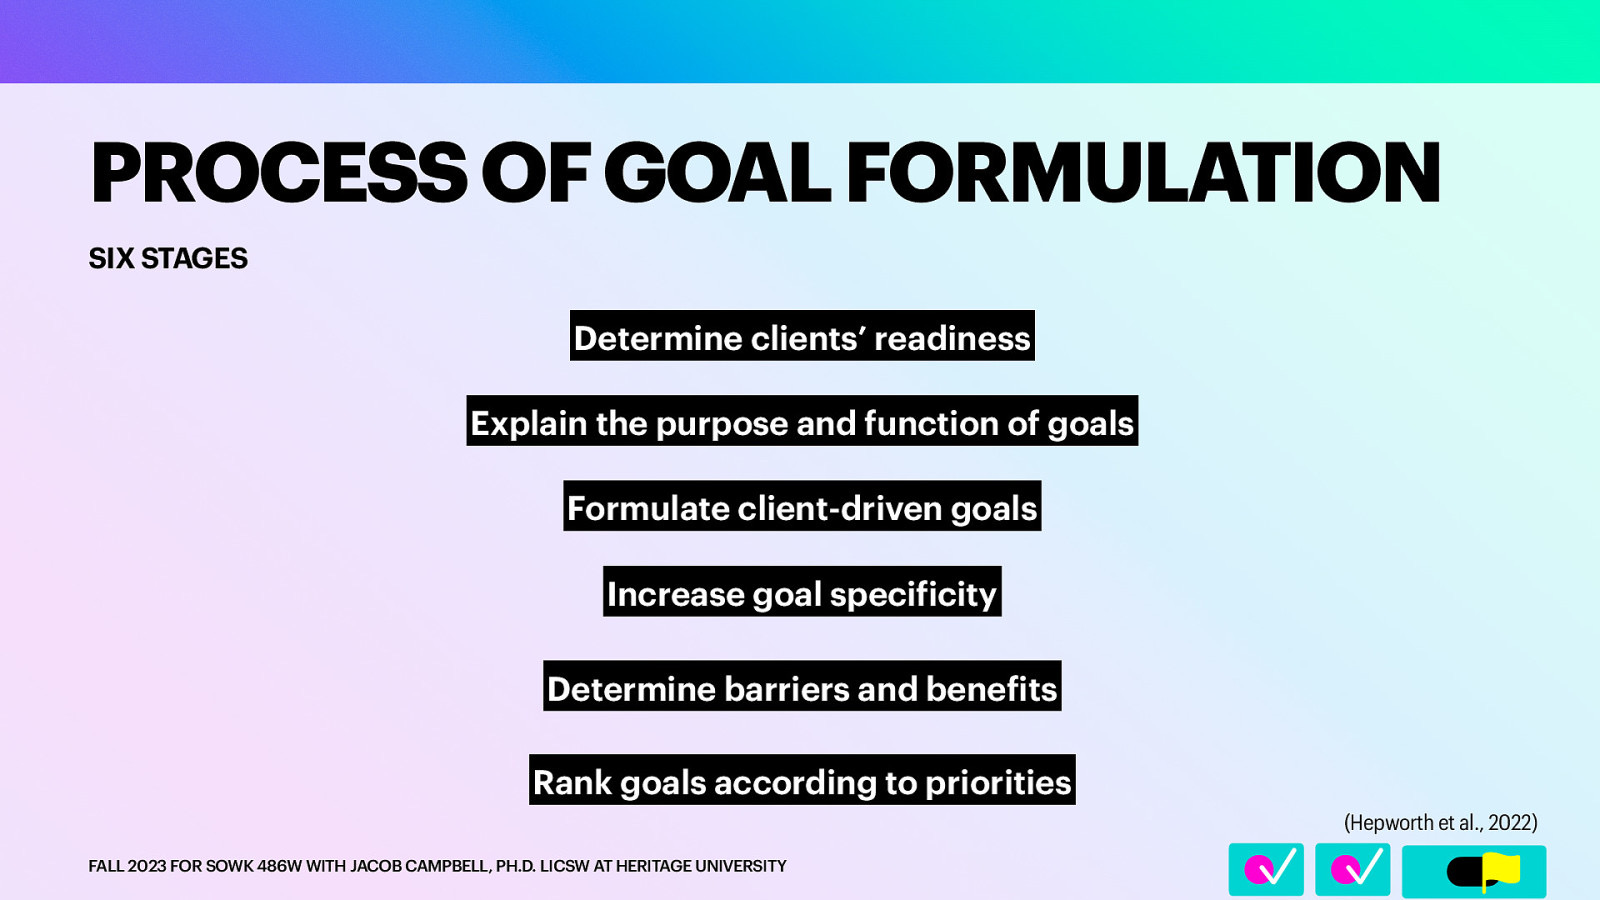 PROCESS OF GOAL FORMULATION
SIX STAGES
Determine clients’ readiness
Explain the purpose and function of goals
Formulate client-driven goals
Increase goal specificity
Determine barriers and benefits
Rank goals according to priorities
(Hepworth et al., 2022)
FALL 2023 FOR SOWK 486W WITH JACOB CAMPBELL, PH.D. LICSW AT HERITAGE UNIVERSITY